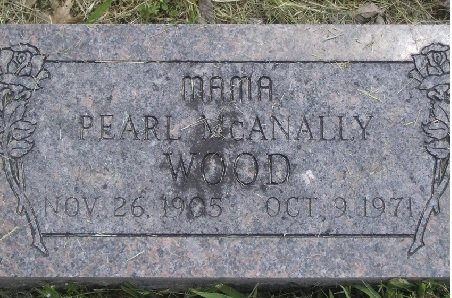 MAMA
PEARL McANALLY
WOOD
NOV. 26, 1905 OCT. 9, 1971